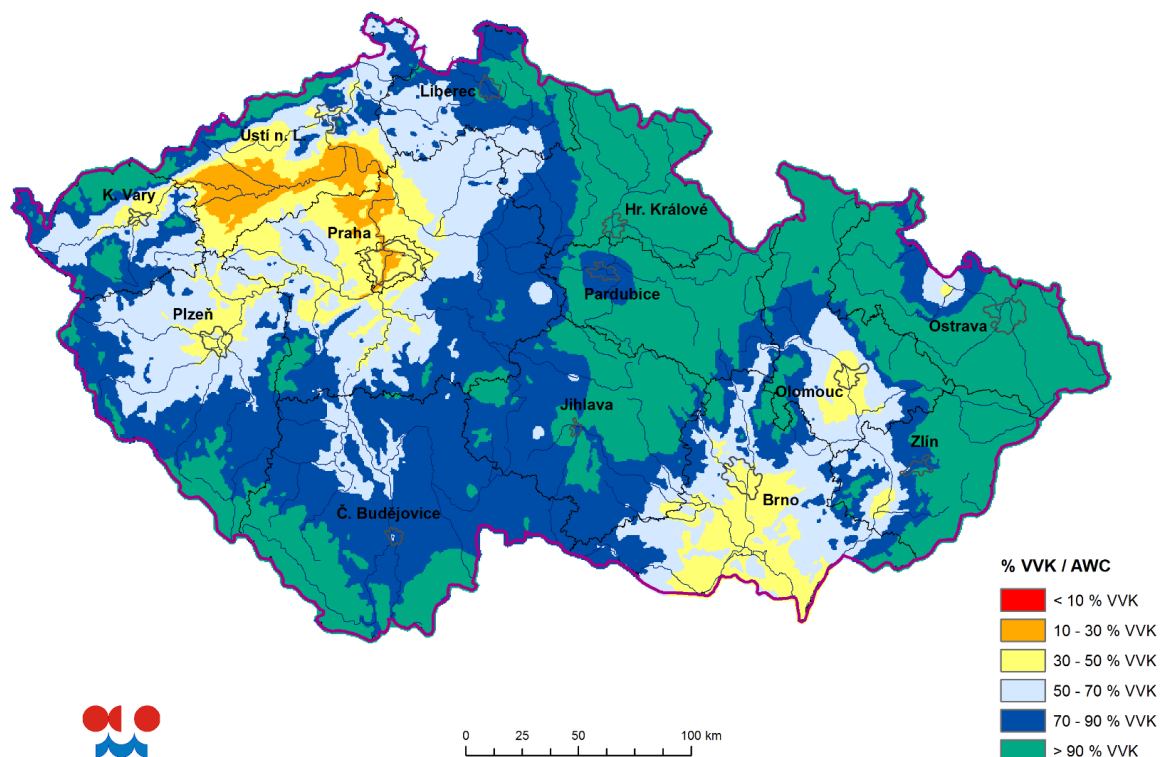 Liberec
Ústí n. L.
K. Vary
Hr. Králové
Praha
Pardubice
Plzeň
Ostrava
Olomouc
Jihlava
Zlín
Brno
Č. Budějovice
% VVK / AWC
< 10 % VVK
10 - 30 % VVK
30 - 50 % VVK
50 - 70 % VVK
70 - 90 % VVK
> 90 % VVK
0 25 50 100 km